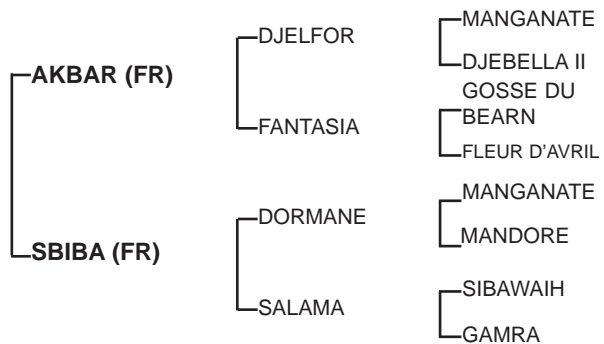 MANGANATE
DJELFOR
DJEBELLA II
AKBAR (FR)
GOSSE DU
BEARN
FANTASIA
FLEUR D'AVRIL
MANGANATE
DORMANE
MANDORE
SBIBA (FR)
SIBAWAIH
SALAMA
GAMRA